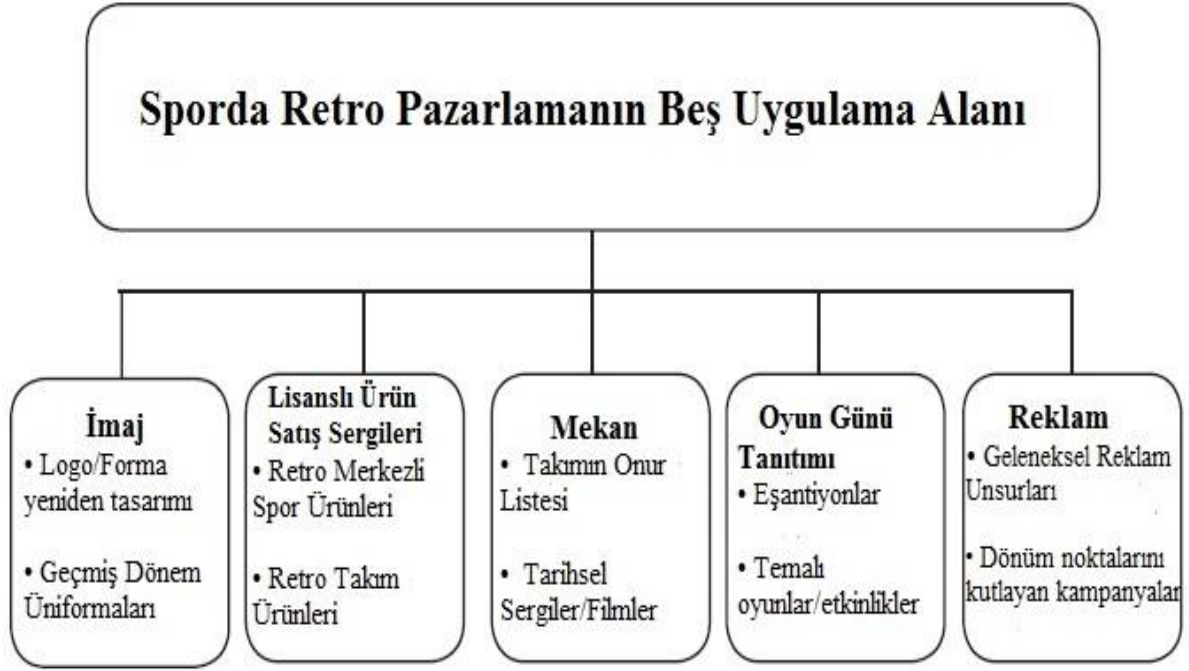 Sporda Retro Pazarlamanın Beş Uygulama Alanı
İmaj
• Logo/Forma
yeniden tasarımı
• Geçmiş Dönem
Üniformaları
Lisanslı Ürün
Satış Sergileri
• Retro Merkezli
Spor Ürünleri
• Retro Takım
Ürünleri
Mekan
• Takımın Onur
Listesi
• Tarihsel
Sergiler/Filmler
Oyun Günü
Tanıtımı
• Eşantiyonlar
• Temalı
oyunlar/etkinlikler
Reklam
• Geleneksel Reklam
Unsurları
• Dönüm noktalarını
kutlayan kampanyalar